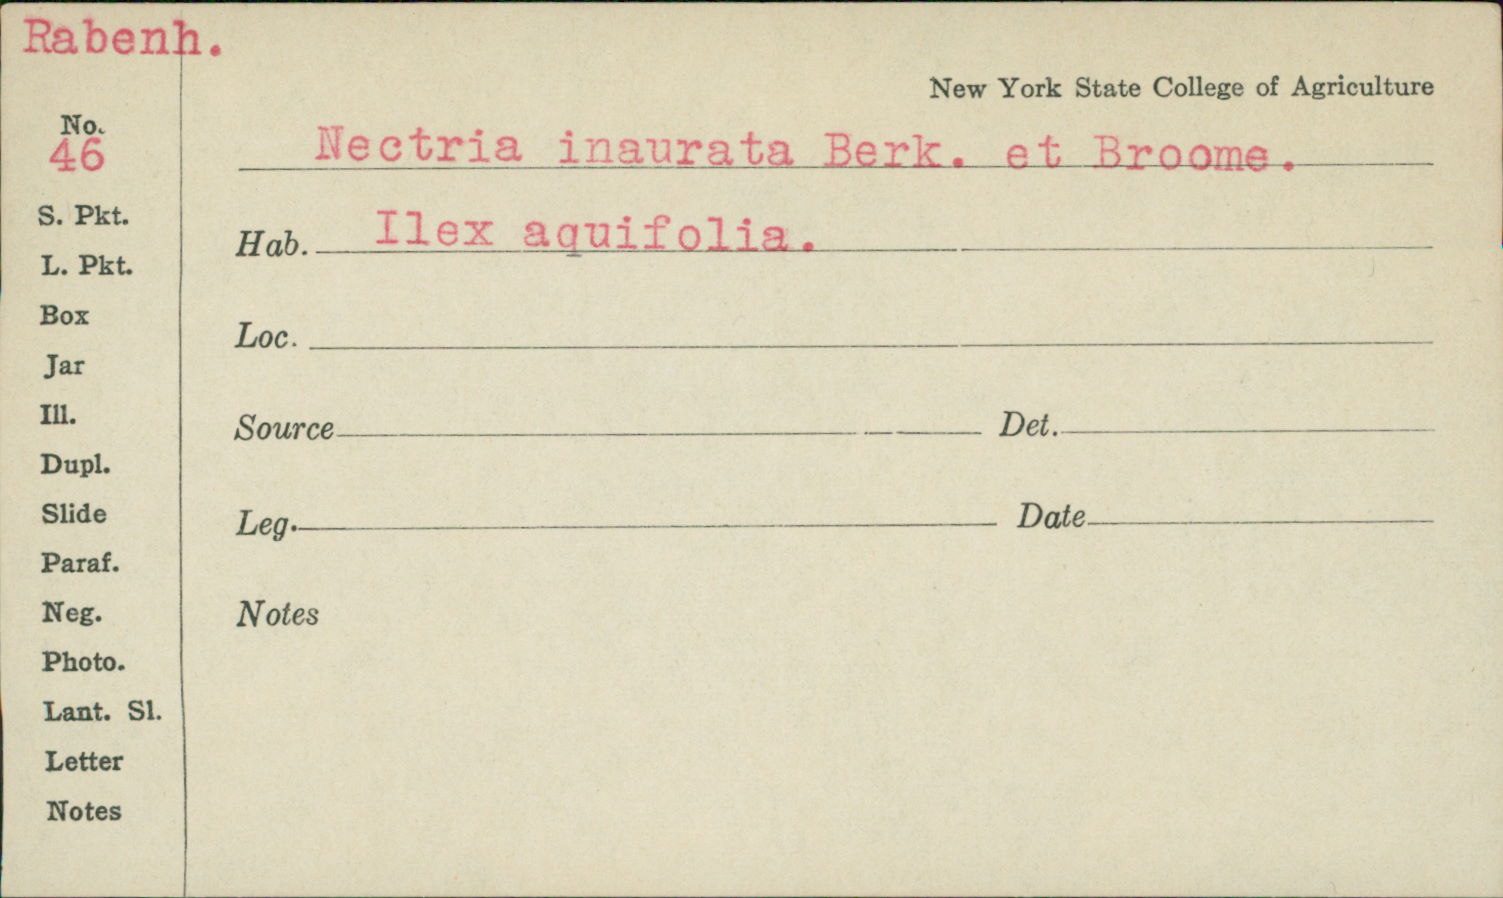 Rabenh.
New York State College of Agriculture
No.
46
Nectria inaurata Berk. et Broome.
S. Pkt.
Hab. Ilex aquifolia.
L. Pkt.
Box
Loc.
Jar
Ill.
Source Det.
Dupl.
Slide
Leg. Date
Paraf.
Neg.
Notes
Photo.
Lant. Sl.
Letter
Notes